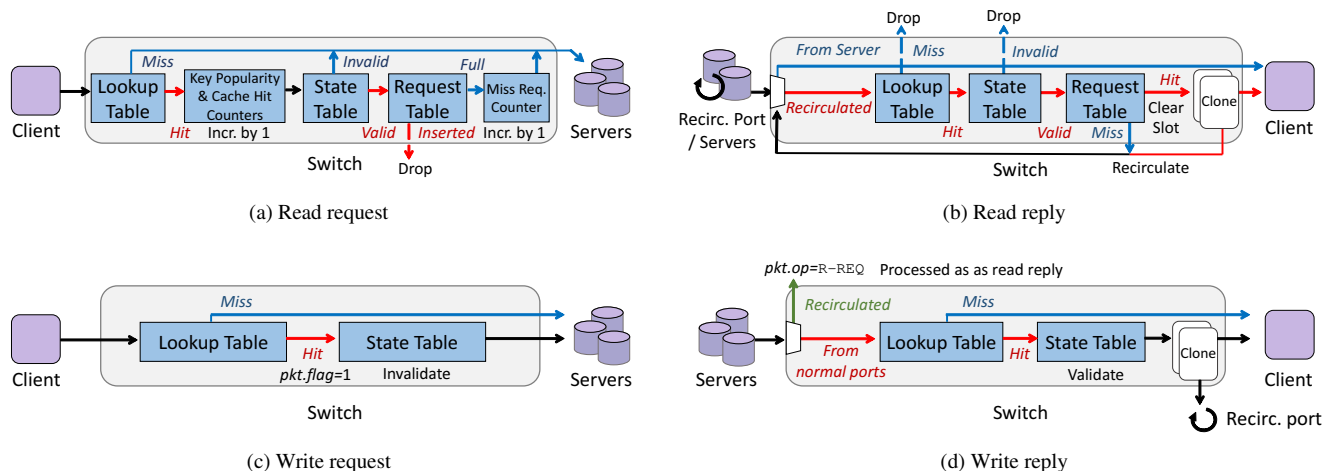 Miss
Invalid
Full
Lookup
Table
Key Popularity
& Cache Hit
Counters
State
Table
Request
Table
Miss Req.
Counter
Client
Hit
Incr. by 1
Valid
Inserted
Incr. by 1
Servers
Switch
Drop
(a) Read request
Drop
Drop
From Server
Miss
Invalid
Recirculated
Lookup
Table
State
Table
Request
Table
Hit
Clear
Slot
Clone
Recirc. Port
/ Servers
Hit
Valid
Miss
Client
Switch
Recirculate
(b) Read reply
Miss
Lookup Table
State Table
Client
Hit
pkt.flag=1
Invalidate
Servers
Switch
(c) Write request
pkt.op=R-REQ
Processed as as read reply
Recirculated
Miss
Lookup Table
State Table
Clone
Servers
From
normal ports
Hit
Validate
Client
Switch
Recirc. port
(d) Write reply